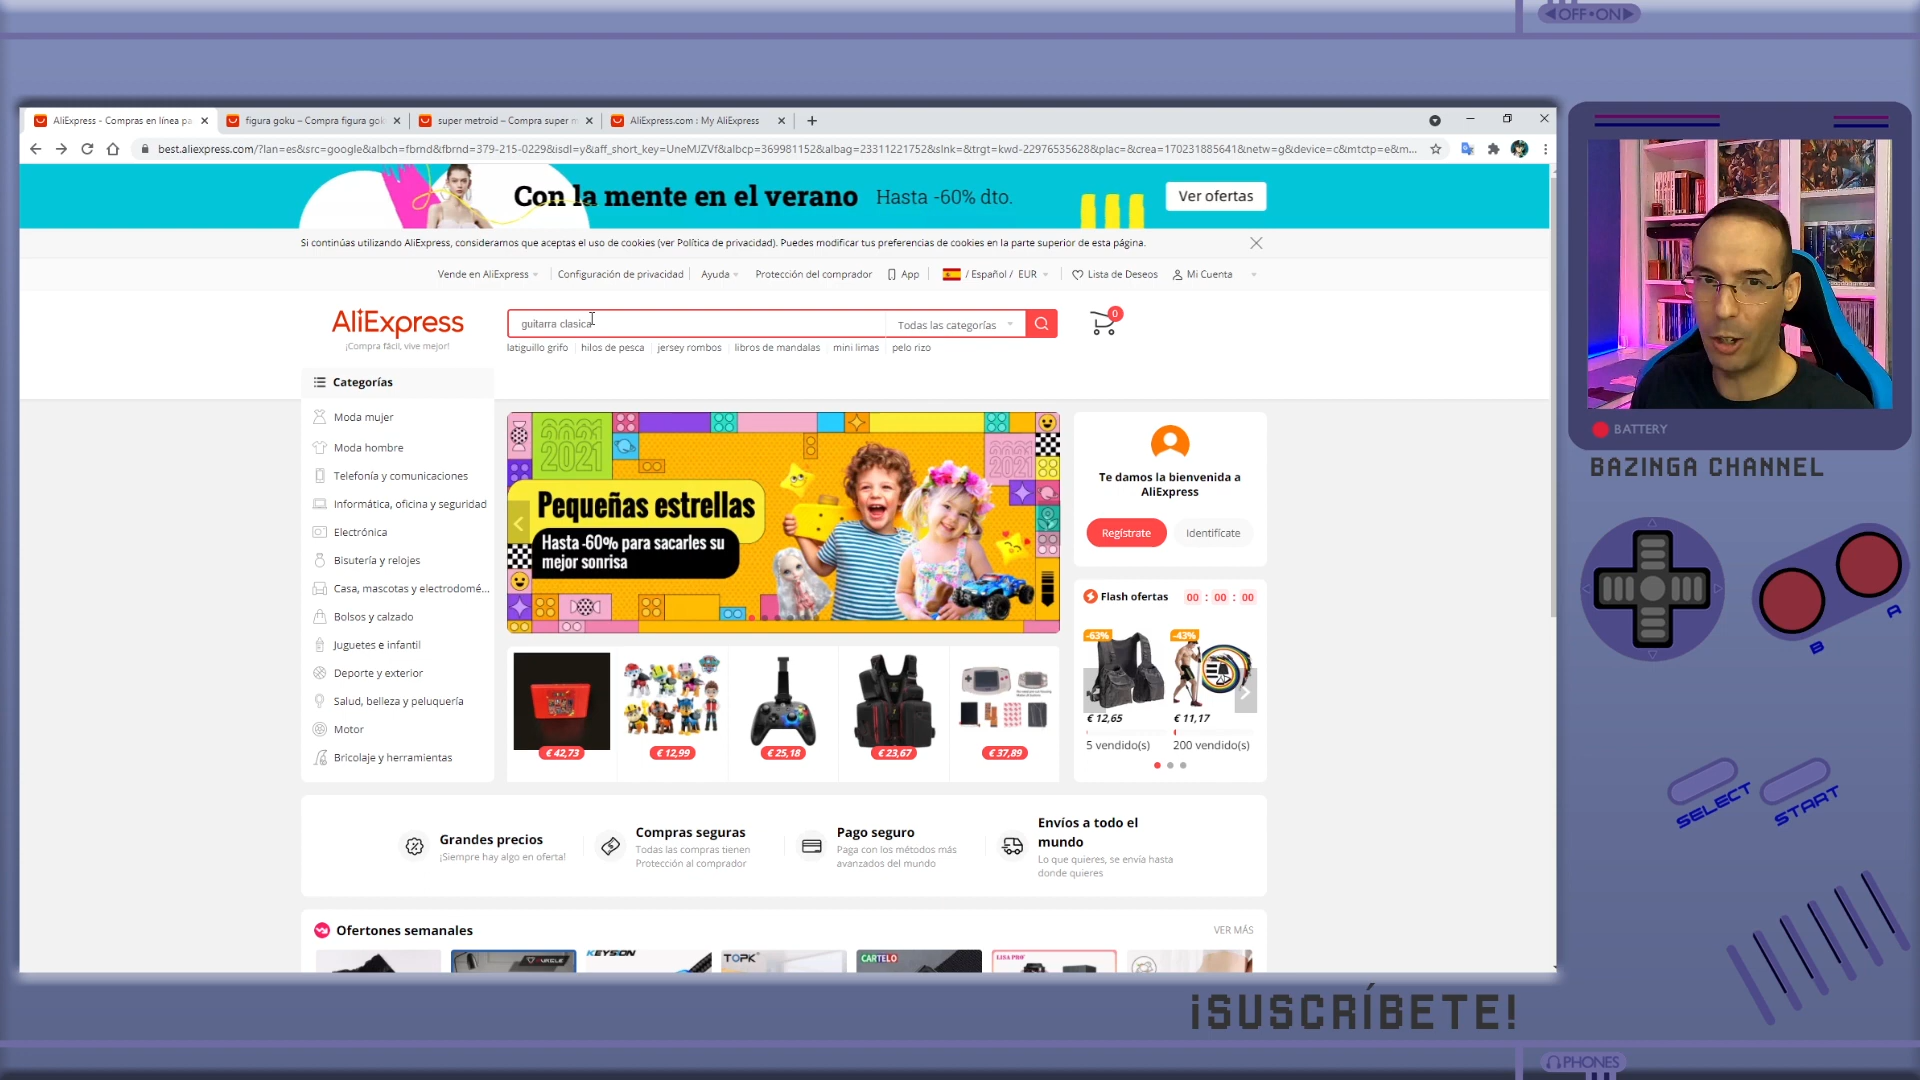 OFF•ON
AliExpress - Compras en línea pa
figura goku – Compra figura gok
super metroid – Compra super m
AliExpress.com : My AliExpress
best.aliexpress.com/?lan=es&src=google&albch=fbrnd&fbrnd=379-215-0229&isdl=y&aff_short_key=UneMJZVf&albcp=369981152&albag=23311221752&slnk=&trgt=kwd-22976535628&plac=&crea=170231885641&netw=g&device=c&mtctp=e&m...
Con la mente en el verano
Hasta -60% dto.
Ver ofertas
Si continúas utilizando AliExpress, consideramos que aceptas el uso de cookies (ver Política de privacidad). Puedes modificar tus preferencias de cookies en la parte superior de esta página.
Vende en AliExpress
Configuración de privacidad
Ayuda
Protección del comprador
App
/ Español / EUR
Lista de Deseos
Mi Cuenta
AliExpress
¡Compra fácil, vive mejor!
guitarra clasica
Todas las categorías
0
latiguillo grifo
hilos de pesca
jersey rombos
libros de mandalas
mini limas
pelo rizo
Categorías
Moda mujer
Moda hombre
Telefonía y comunicaciones
Informática, oficina y seguridad
Electrónica
Bisutería y relojes
Casa, mascotas y electrodomé...
Bolsos y calzado
Juguetes e infantil
Deporte y exterior
Salud, belleza y peluquería
Motor
Bricolaje y herramientas
2021
2021
2021
2021
Pequeñas estrellas
Hasta -60% para sacarles su
mejor sonrisa
€ 42,73
€ 12,99
€ 25,18
€ 23,67
€ 37,89
Te damos la bienvenida a
AliExpress
Regístrate
Identifícate
Flash ofertas
00 : 00 : 00
-63%
-43%
€ 12,65
€ 11,17
5 vendido(s)
200 vendido(s)
Grandes precios
¡Siempre hay algo en oferta!
Compras seguras
Todas las compras tienen
Protección al comprador
Pago seguro
Paga con los métodos más
avanzados del mundo
Envíos a todo el
mundo
Lo que quieres, se envía hasta
donde quieres
Ofertones semanales
VER MÁS
KEYSION
TOPK
CARTELO
BATTERY
BAZINGA CHANNEL
A
B
SELECT
START
¡SUSCRÍBETE!
PHONES